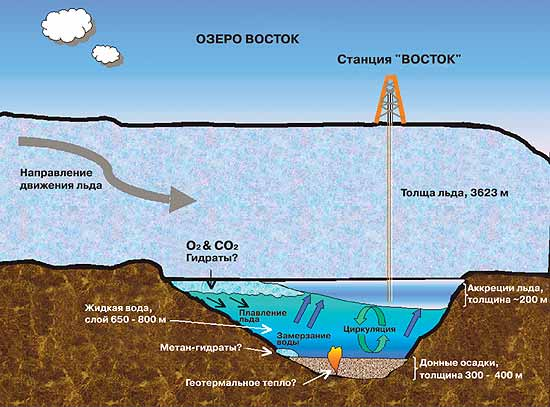 ОЗЕРО ВОСТОК
Станция "ВОСТОК"
Направление
движения льда
Толща льда, 3623 м
O2 & CO2
Гидраты?
Аккреции льда,
толщина ~200 м
Жидкая вода,
слой 650 - 800 м
Плавление
льда
Замерзание
воды
Циркуляция
Метан-гидраты?
Геотермальное тепло?
Донные осадки,
толщина 300 - 400 м